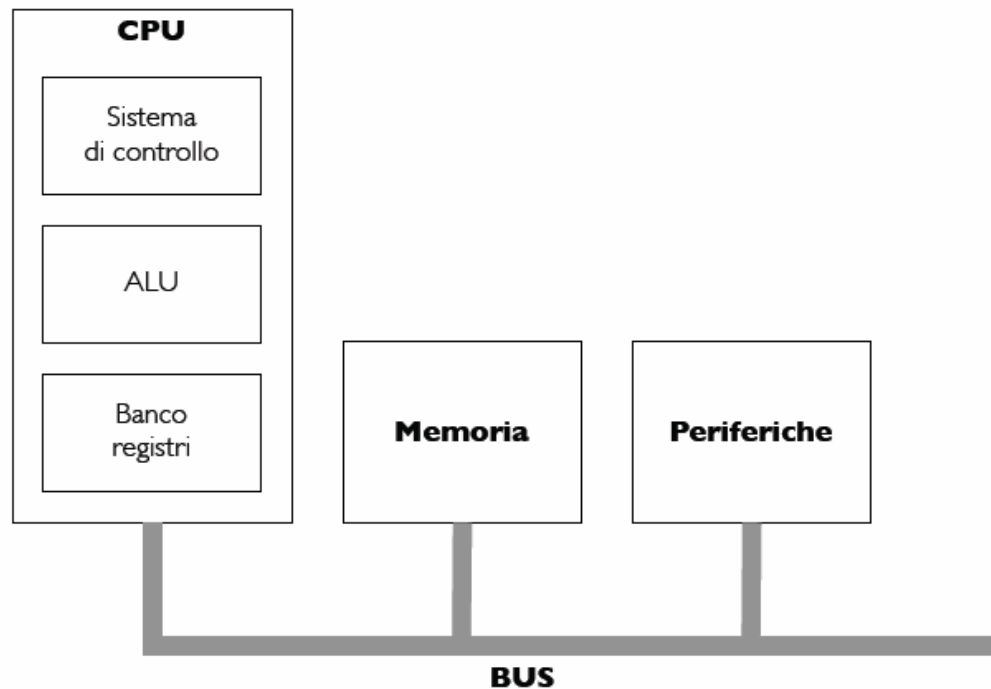 CPU
Sistema
di controllo
ALU
Banco
registri
Memoria
Periferiche
BUS